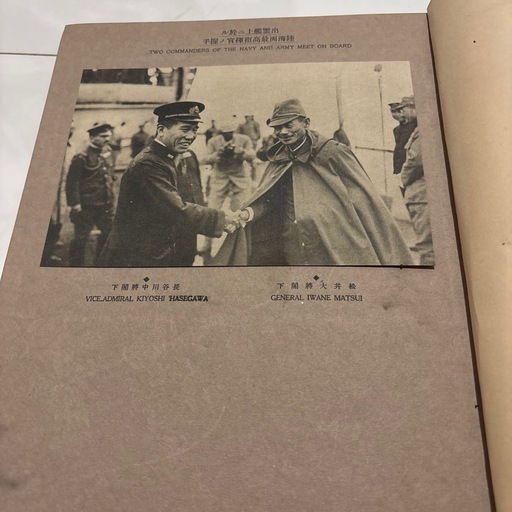 出雲艦上ニ於ル
陸海両最高指揮官ノ握手
TWO COMMANDERS OF THE NAVY AND ARMY MEET ON BOARD
長谷川中將閣下
VICE.ADMIRAL KIYOSHI HASEGAWA
松井大將閣下
GENERAL IWANE MATSUI